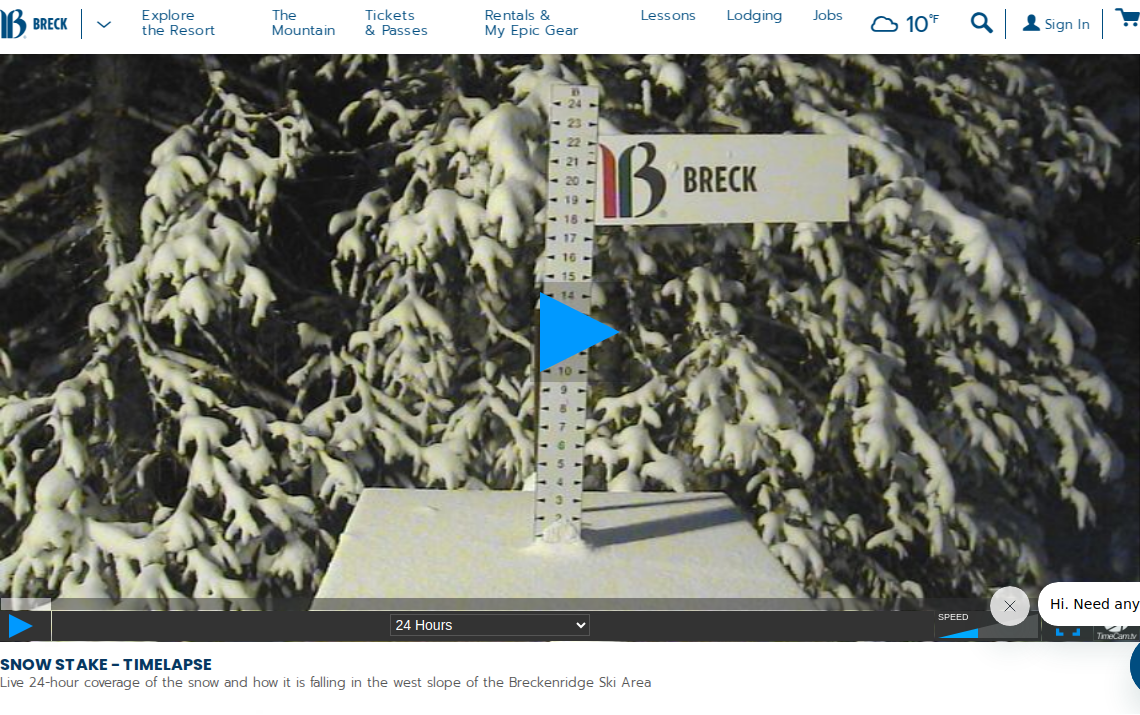 BRECK
Explore
the Resort
The
Mountain
Tickets
& Passes
Rentals &
My Epic Gear
Lessons
Lodging
Jobs
10°F
Sign In
24
23
22
21
20
19
18
17
16
15
14
10
9
8
7
6
5
4
3
2
B BRECK
24 Hours
SPEED
Hi. Need any
TimeCam.tv
SNOW STAKE - TIMELAPSE
Live 24-hour coverage of the snow and how it is falling in the west slope of the Breckenridge Ski Area